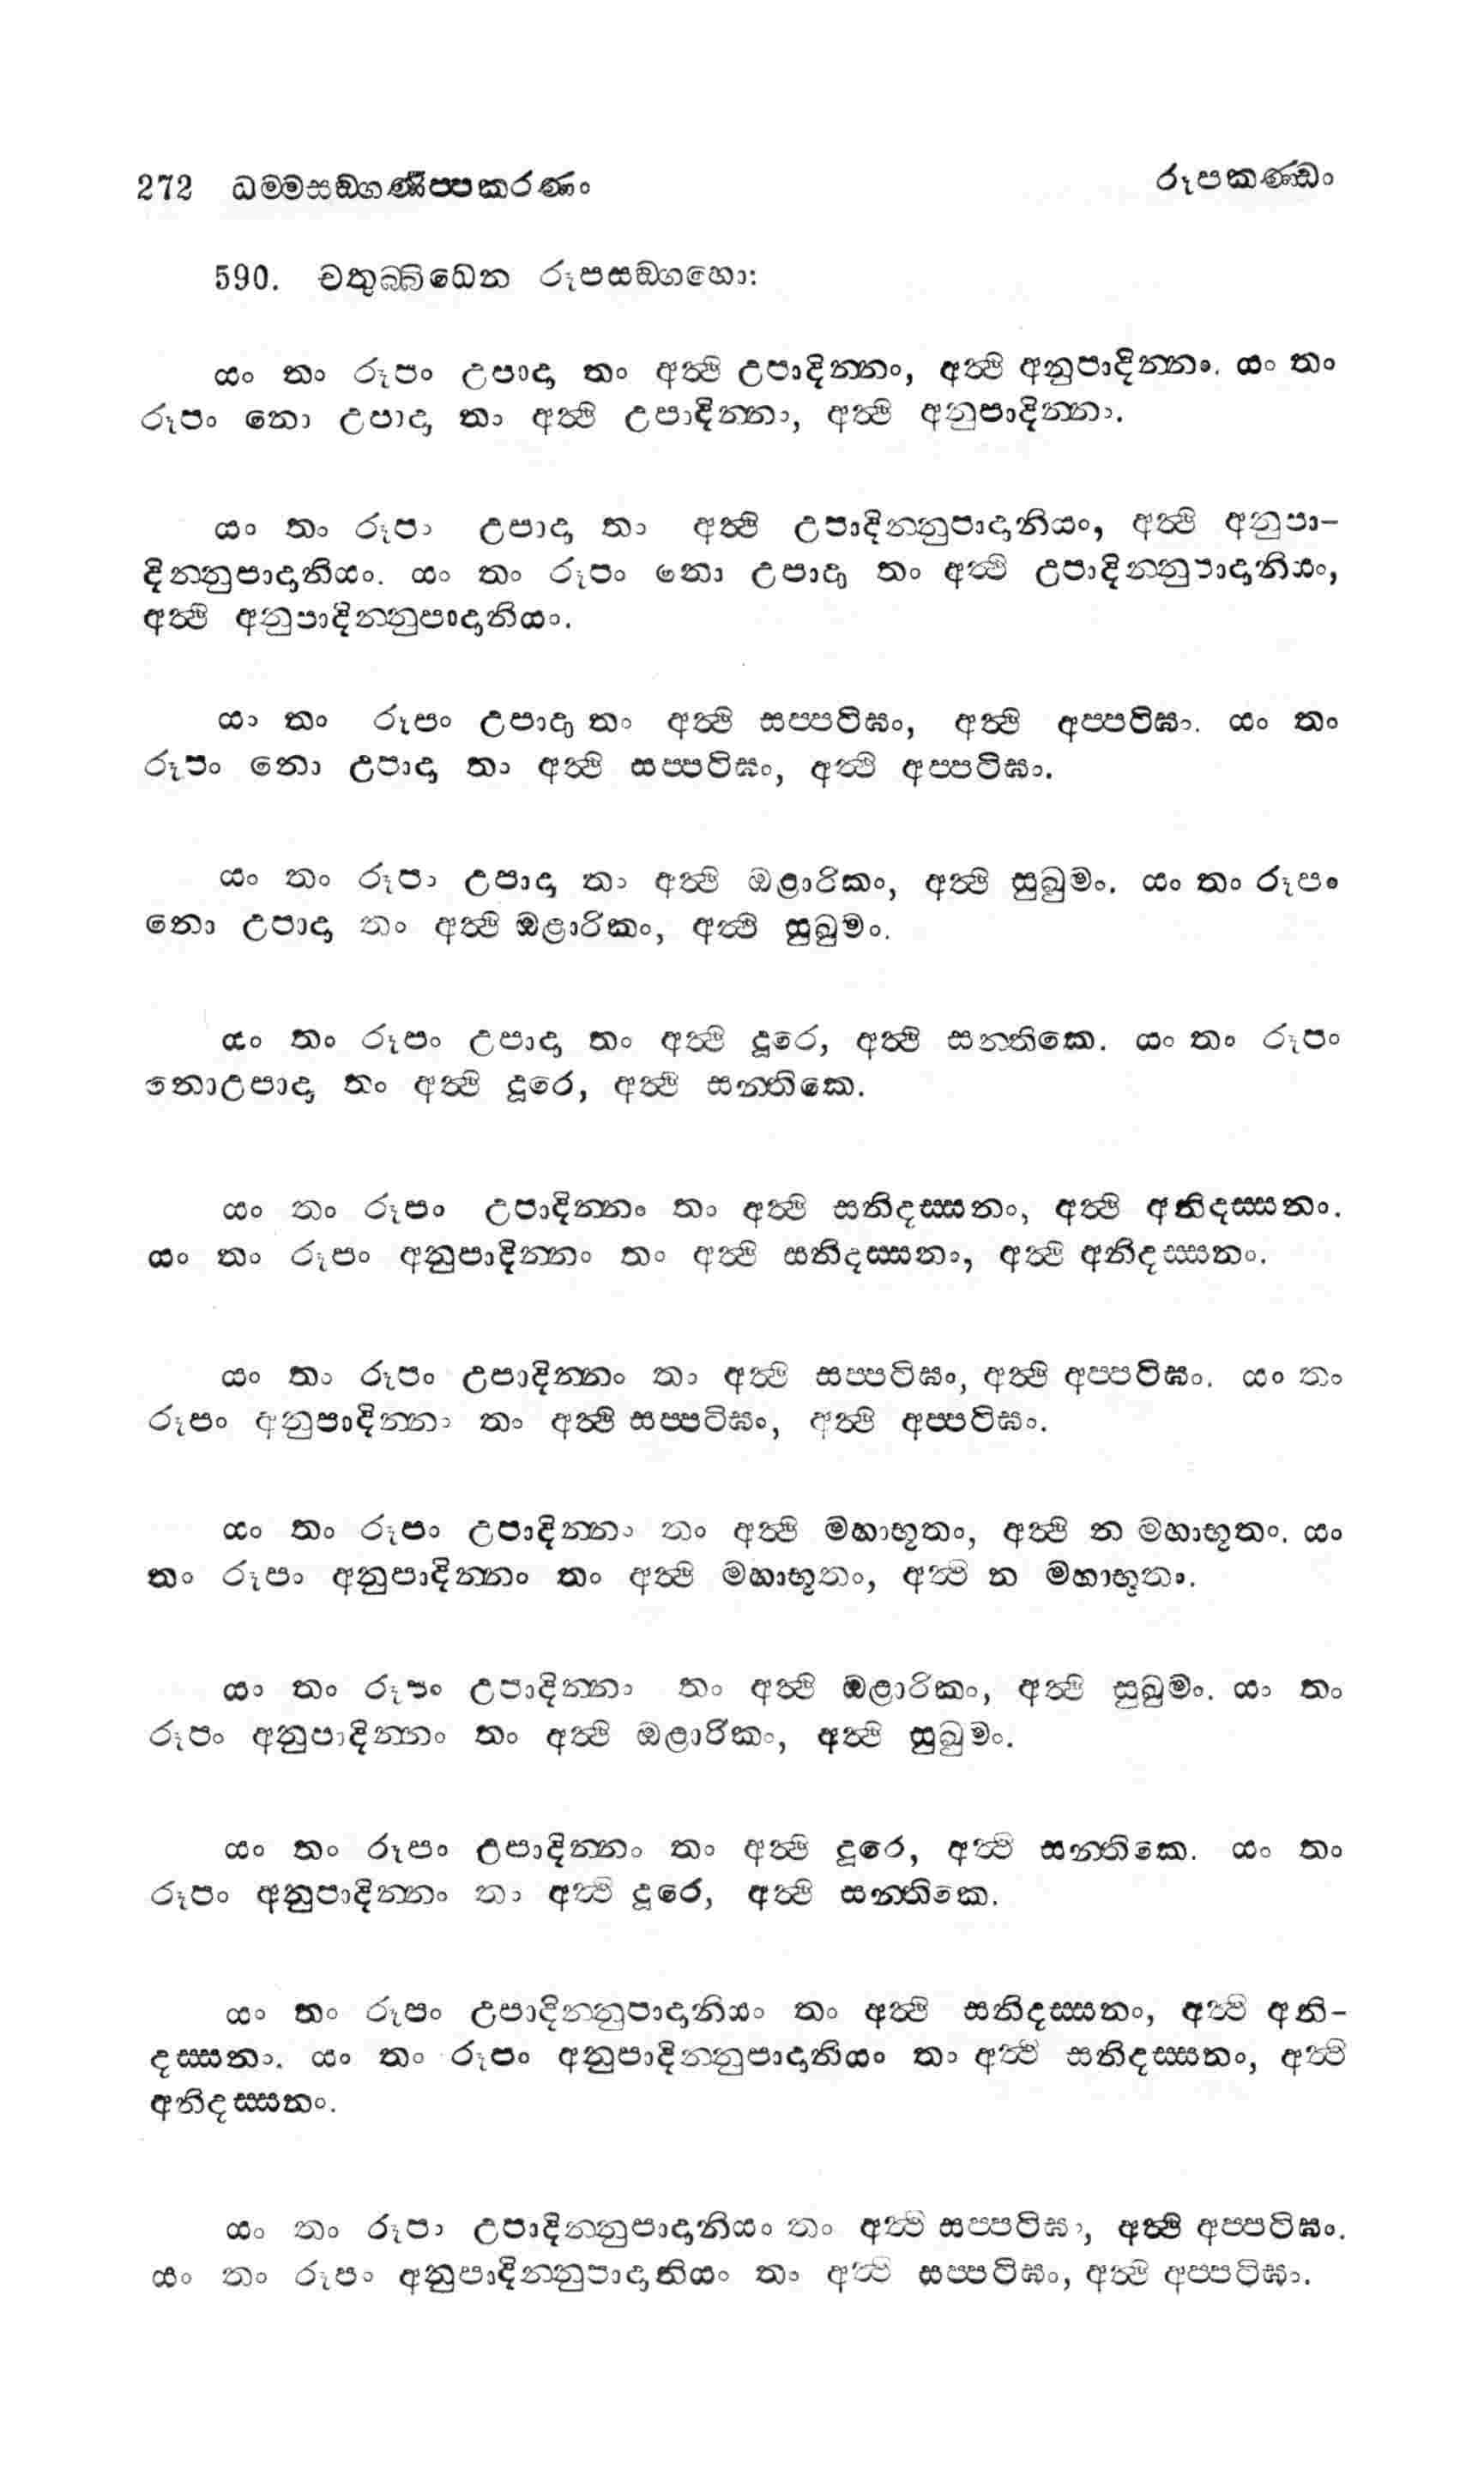 272 ධම්මසඞ්ගණිප්පකරණං රූපකණ්ඩං
590. චතුබ්බිධෙන රූපසඞ්ගහො:
යං තං රූපං උපාදා තං අත්ථි උපාදින්නං, අත්ථි අනුපාදින්නං. යං තං
රූපං නො උපාදා තං අත්ථි උපාදින්නං, අත්ථි අනුපාදින්නං.
යං තං රූපං උපාදා තං අත්ථි උපාදින්නුපාදානියං, අත්ථි අනුපා-
දින්නුපාදානියං. යං තං රූපං නො උපාදා තං අත්ථි උපාදින්නුපාදානියං,
අත්ථි අනුපාදින්නුපාදානියං.
යං තං රූපං උපාදා තං අත්ථි සප්පටිඝං, අත්ථි අප්පටිඝං. යං තං
රූපං නො උපාදා තං අත්ථි සප්පටිඝං, අත්ථි අප්පටිඝං.
යං තං රූපං උපාදා තං අත්ථි ඔළාරිකං, අත්ථි සුඛුමං. යං තං රූපං
නො උපාදා තං අත්ථි ඔළාරිකං, අත්ථි සුඛුමං.
යං තං රූපං උපාදා තං අත්ථි දූරෙ, අත්ථි සන්තිකෙ. යං තං රූපං
නොඋපාදා තං අත්ථි දූරෙ, අත්ථි සන්තිකෙ.
යං තං රූපං උපාදින්නං තං අත්ථි සනිදස්සනං, අත්ථි අනිදස්සනං.
යං තං රූපං අනුපාදින්නං තං අත්ථි සනිදස්සනං, අත්ථි අනිදස්සනං.
යං තං රූපං උපාදින්නං තං අත්ථි සප්පටිඝං, අත්ථි අප්පටිඝං. යං තං
රූපං අනුපාදින්නං තං අත්ථි සප්පටිඝං, අත්ථි අප්පටිඝං.
යං තං රූපං උපාදින්නං තං අත්ථි මහාභූතං, අත්ථි න මහාභූතං. යං
තං රූපං අනුපාදින්නං තං අත්ථි මහාභූතං, අත්ථි න මහාභූතං.
යං තං රූපං උපාදින්නං තං අත්ථි ඔළාරිකං, අත්ථි සුඛුමං. යං තං
රූපං අනුපාදින්නං තං අත්ථි ඔළාරිකං, අත්ථි සුඛුමං.
යං තං රූපං උපාදින්නං තං අත්ථි දූරෙ, අත්ථි සන්තිකෙ. යං තං
රූපං අනුපාදින්නං තං අත්ථි දූරෙ, අත්ථි සන්තිකෙ.
යං තං රූපං උපාදින්නුපාදානියං තං අත්ථි සනිදස්සනං, අත්ථි අනි-
දස්සනං. යං තං රූපං අනුපාදින්නුපාදානියං තං අත්ථි සනිදස්සනං, අත්ථි
අනිදස්සනං.
යං තං රූපං උපාදින්නුපාදානියං තං අත්ථි සප්පටිඝං, අත්ථි අප්පටිඝං.
යං තං රූපං අනුපාදින්නුපාදානියං තං අත්ථි සප්පටිඝං, අත්ථි අප්පටිඝං.